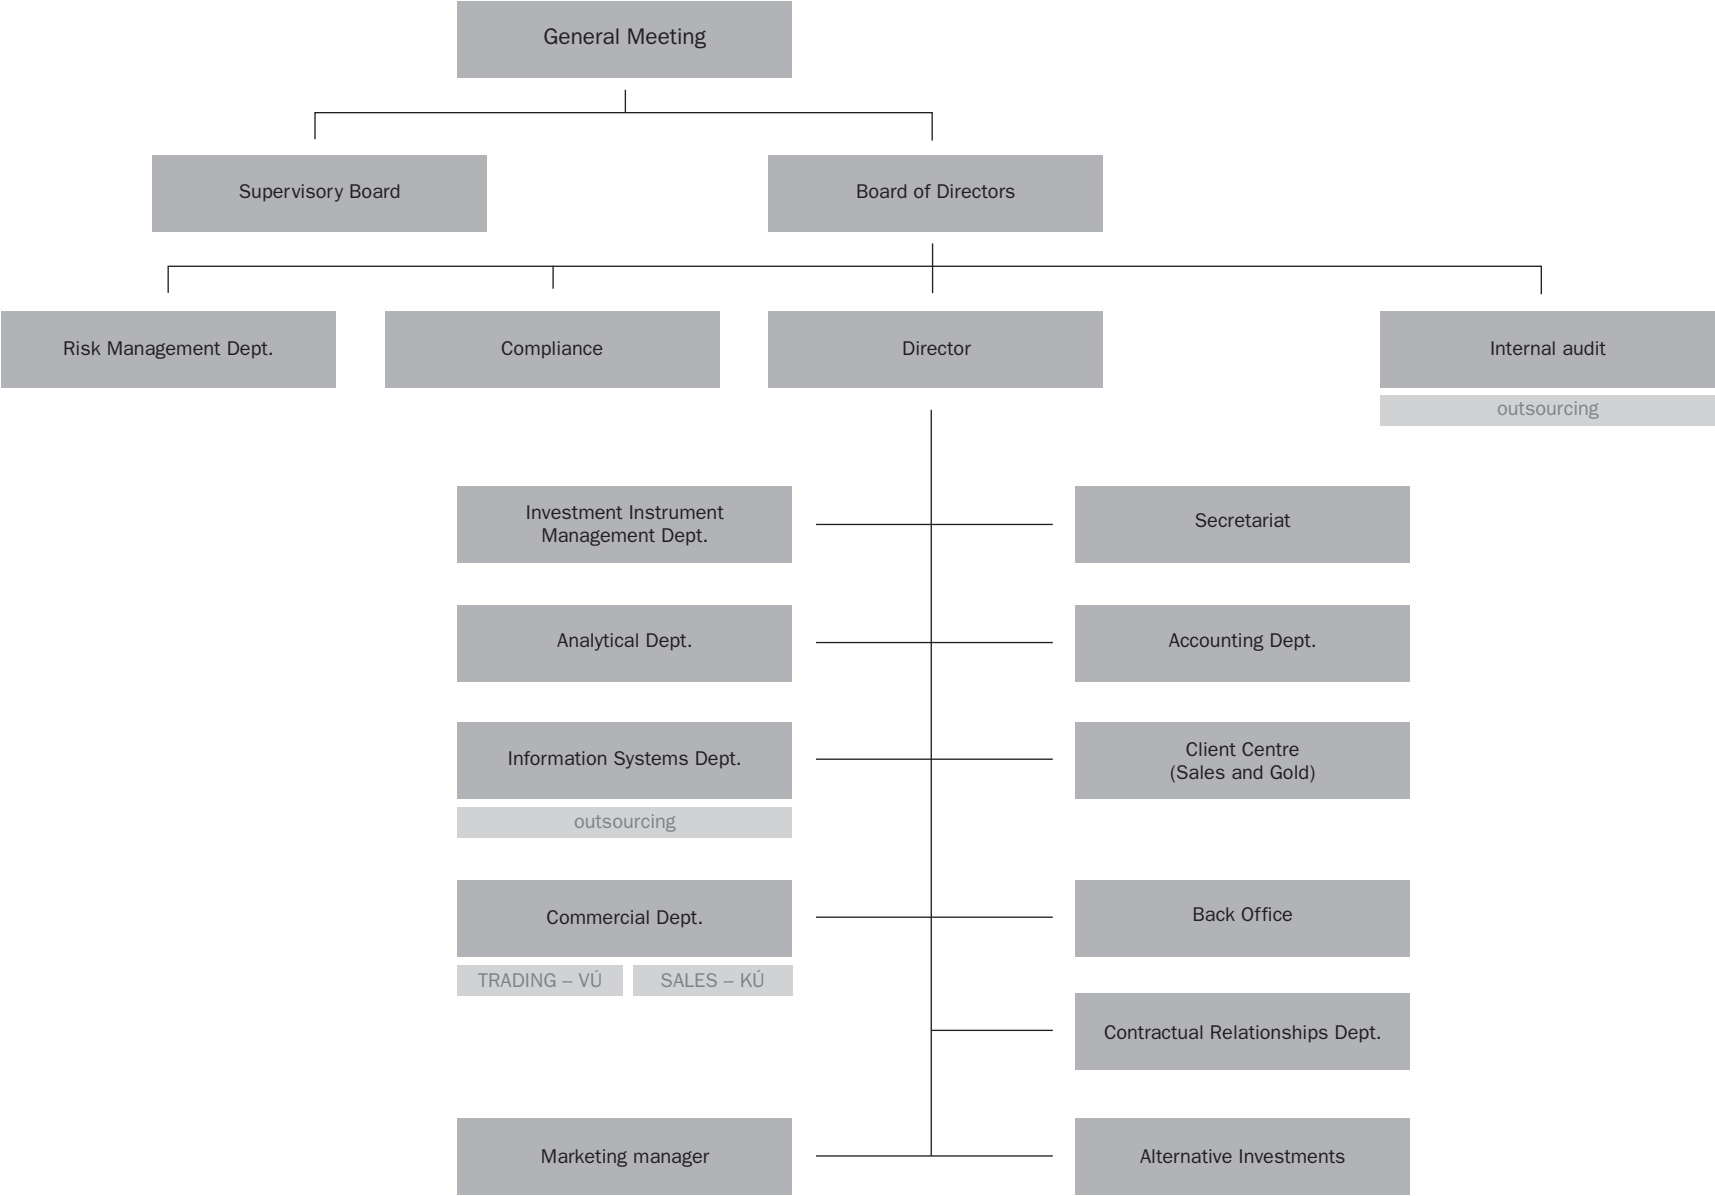 General Meeting
Supervisory Board
Board of Directors
Risk Management Dept.
Compliance
Director
Internal audit
outsourcing
Investment Instrument
Management Dept.
Secretariat
Analytical Dept.
Accounting Dept.
Information Systems Dept.
outsourcing
Client Centre
(Sales and Gold)
Commercial Dept.
TRADING – VÚ
SALES – KÚ
Back Office
Contractual Relationships Dept.
Marketing manager
Alternative Investments